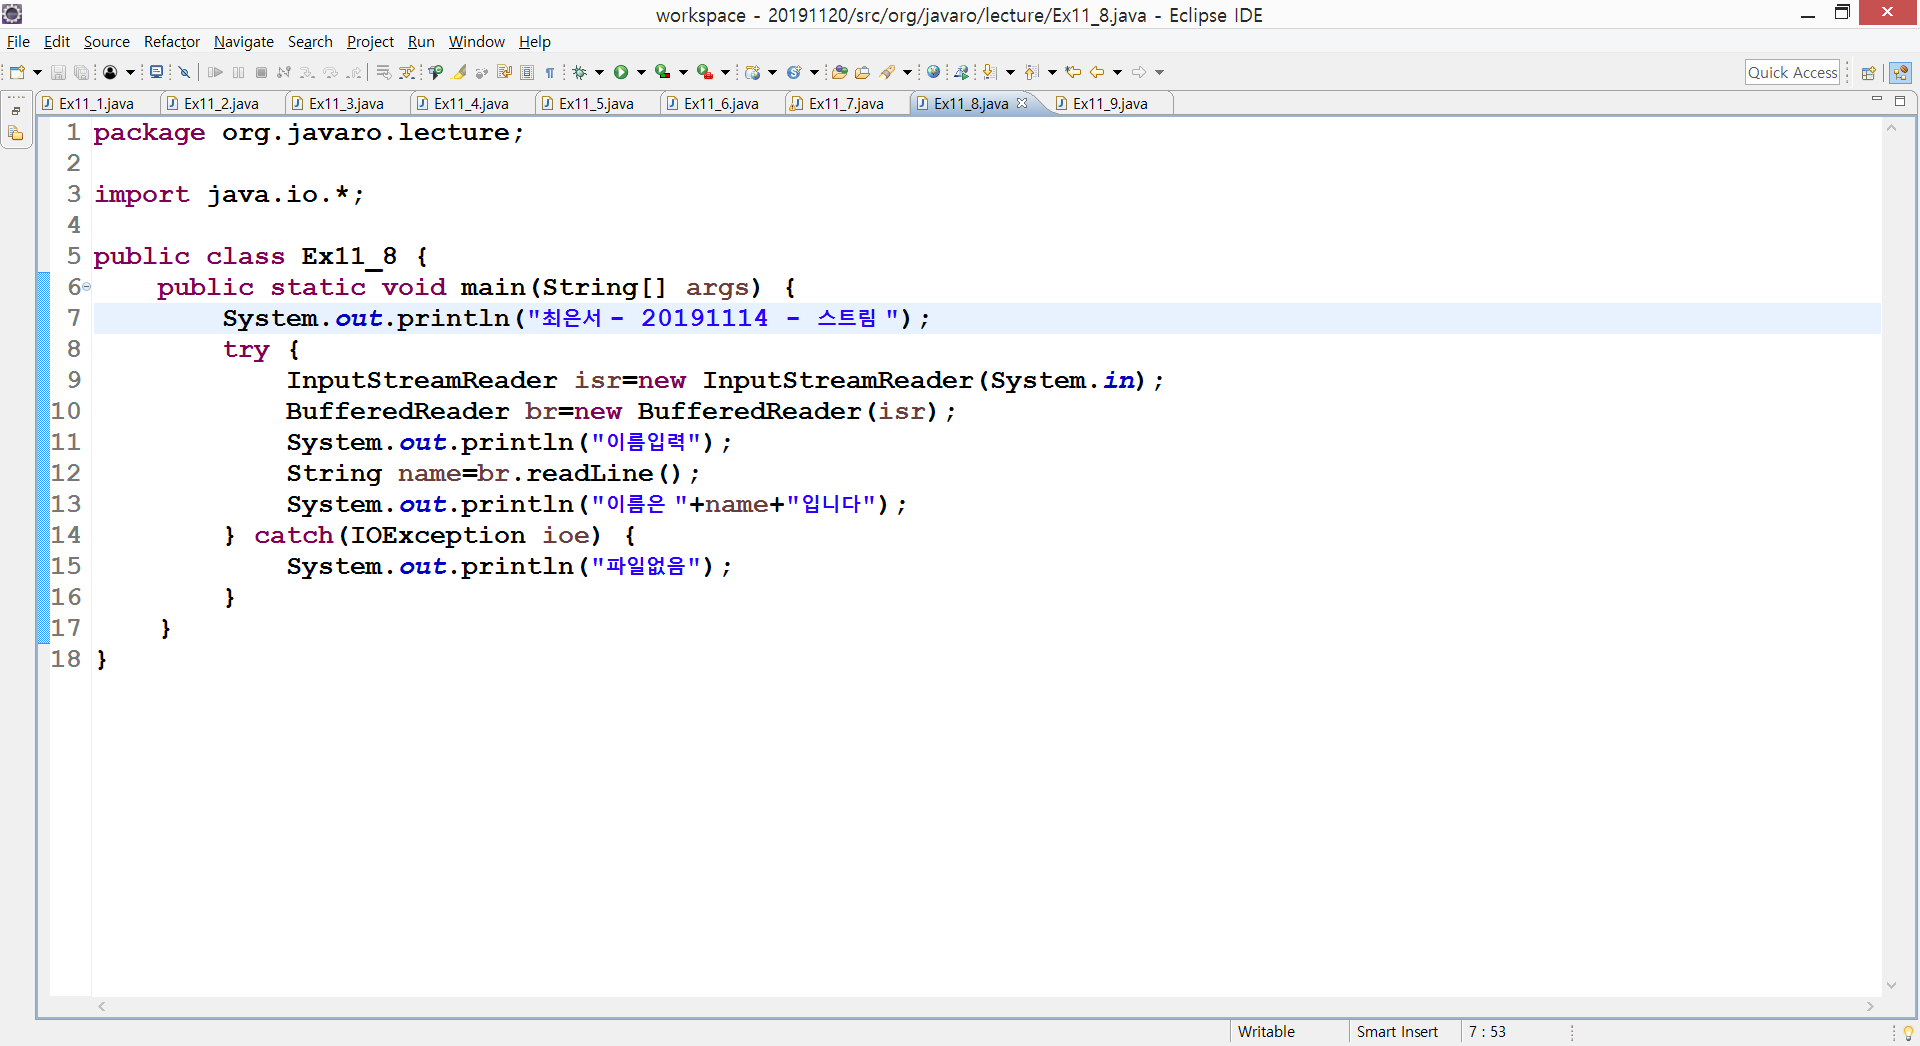 workspace - 20191120/src/org/javaro/lecture/Ex11_8.java - Eclipse IDE
File Edit Source Refactor Navigate Search Project Run Window Help
Quick Access
Ex11_1.java Ex11_2.java Ex11_3.java Ex11_4.java Ex11_5.java Ex11_6.java Ex11_7.java Ex11_8.java Ex11_9.java
1 package org.javaro.lecture;
2
3 import java.io.*;
4
5 public class Ex11_8 {
6     public static void main(String[] args) {
7         System.out.println("최은서 - 20191114 - 스트림 ");
8         try {
9             InputStreamReader isr=new InputStreamReader(System.in);
10             BufferedReader br=new BufferedReader(isr);
11             System.out.println("이름입력");
12             String name=br.readLine();
13             System.out.println("이름은 "+name+"입니다");
14         } catch(IOException ioe) {
15             System.out.println("파일없음");
16         }
17     }
18 }
Writable Smart Insert 7 : 53